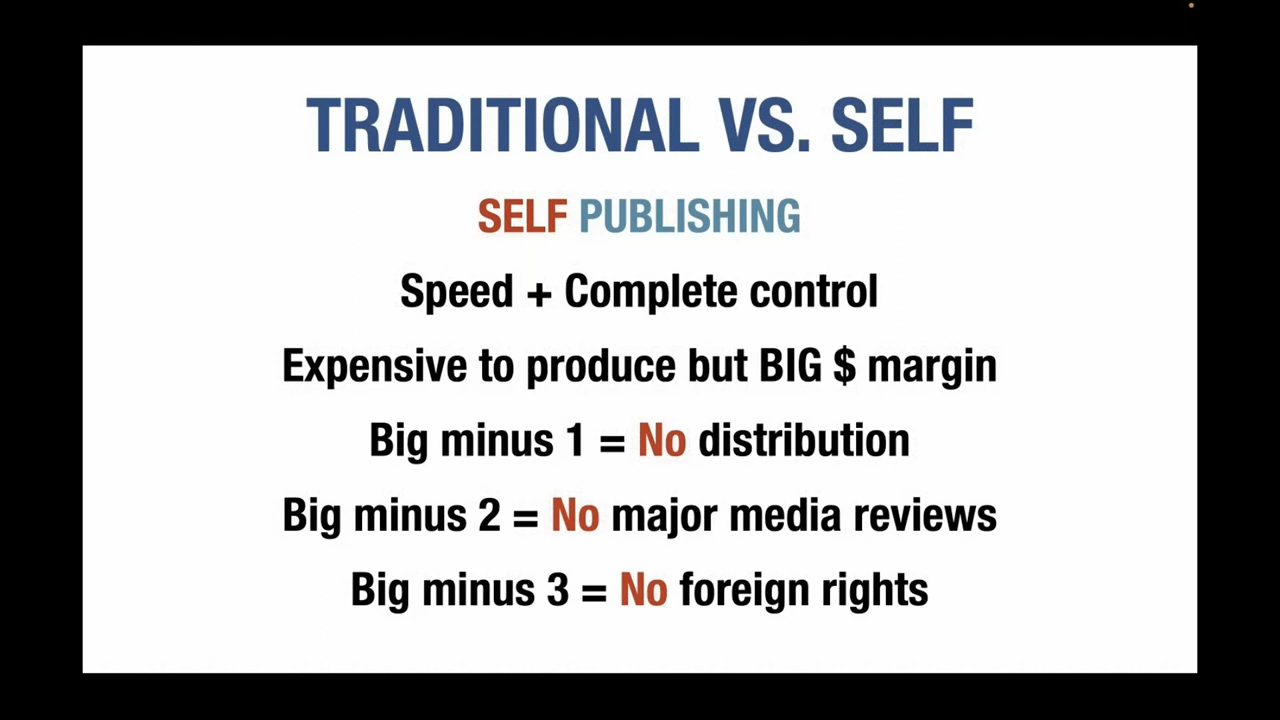 TRADITIONAL VS. SELF
SELF PUBLISHING
Speed + Complete control
Expensive to produce but BIG $ margin
Big minus 1 = No distribution
Big minus 2 = No major media reviews
Big minus 3 = No foreign rights